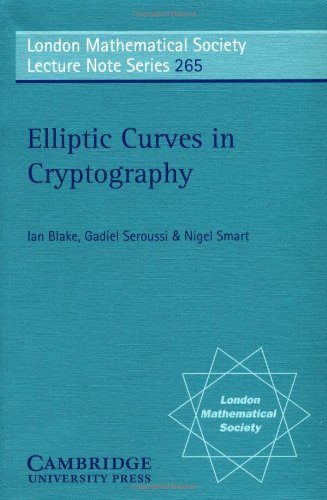 London Mathematical Society
Lecture Note Series 265
Elliptic Curves in
Cryptography
Ian Blake, Gadiel Seroussi & Nigel Smart
London
Mathematical
Society
CAMBRIDGE
UNIVERSITY PRESS